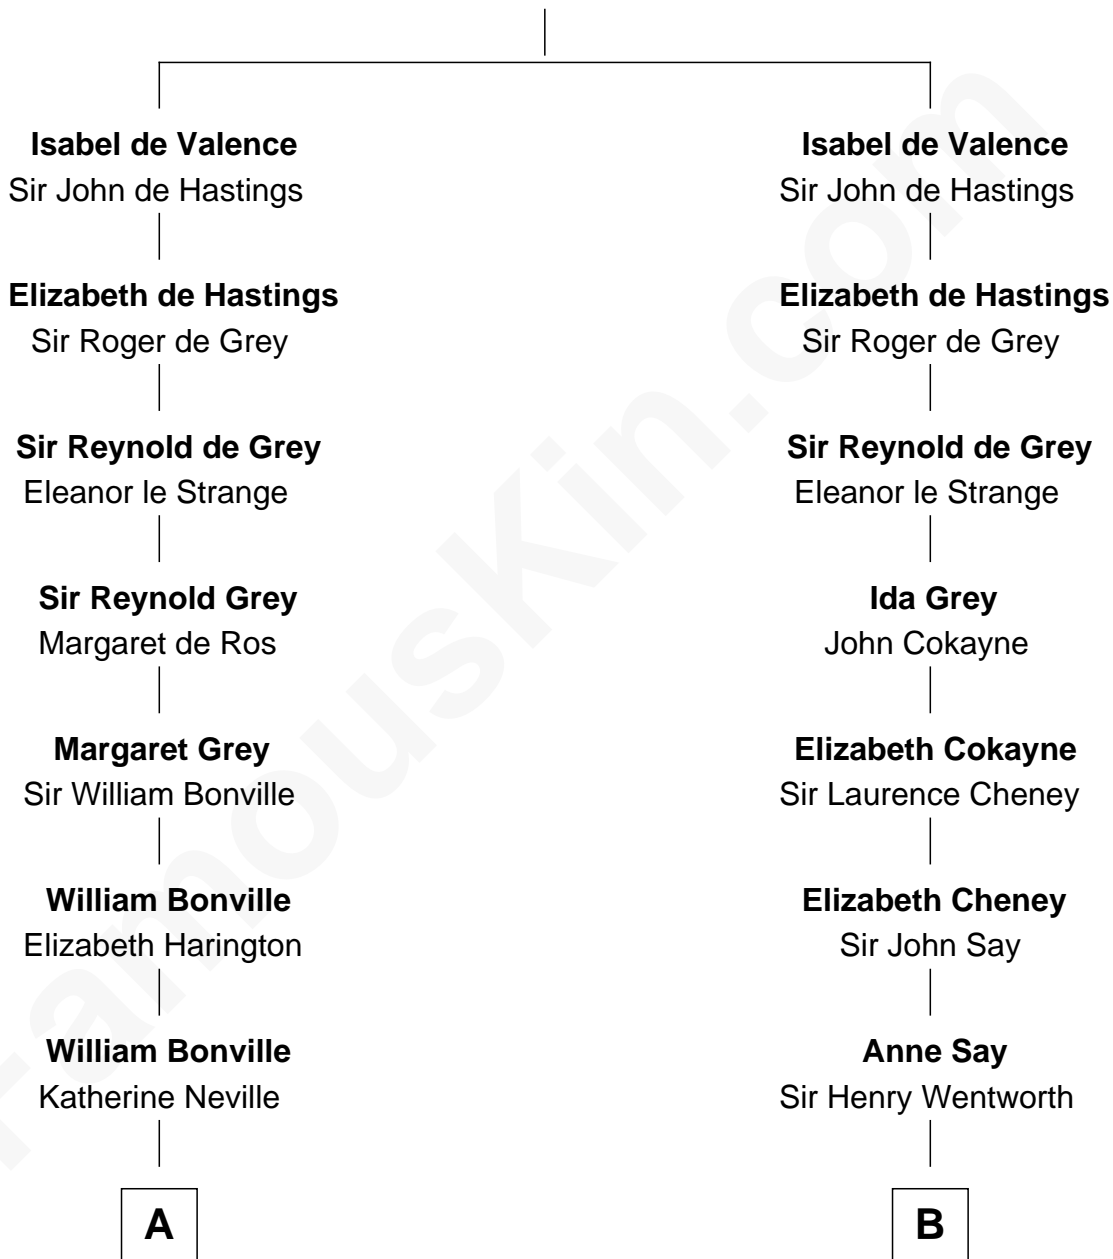 Isabel de Valence
Sir John de Hastings
Elizabeth de Hastings
Sir Roger de Grey
Sir Reynold de Grey
Eleanor le Strange
Sir Reynold Grey
Margaret de Ros
Margaret Grey
Sir William Bonville
William Bonville
Elizabeth Harington
William Bonville
Katherine Neville
A
Isabel de Valence
Sir John de Hastings
Elizabeth de Hastings
Sir Roger de Grey
Sir Reynold de Grey
Eleanor le Strange
Ida Grey
John Cokayne
Elizabeth Cokayne
Sir Laurence Cheney
Elizabeth Cheney
Sir John Say
Anne Say
Sir Henry Wentworth
B
FamousKin.com